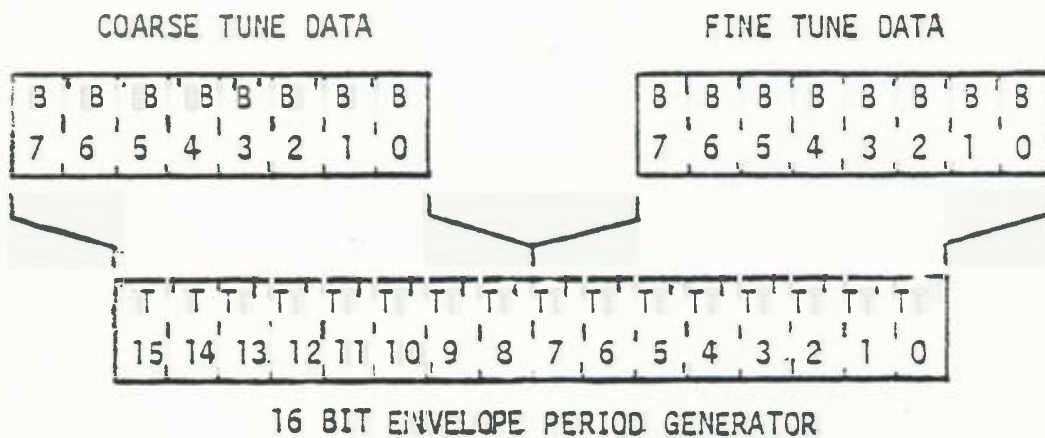 COARSE TUNE DATA FINE TUNE DATA
B B B B B B B B B B B B B B B B
7 6 5 4 3 2 1 0 7 6 5 4 3 2 1 0
T T T T T T T T T T T T T T T T
15 14 13 12 11 10 9 8 7 6 5 4 3 2 1 0
16 BIT ENVELOPE PERIOD GENERATOR